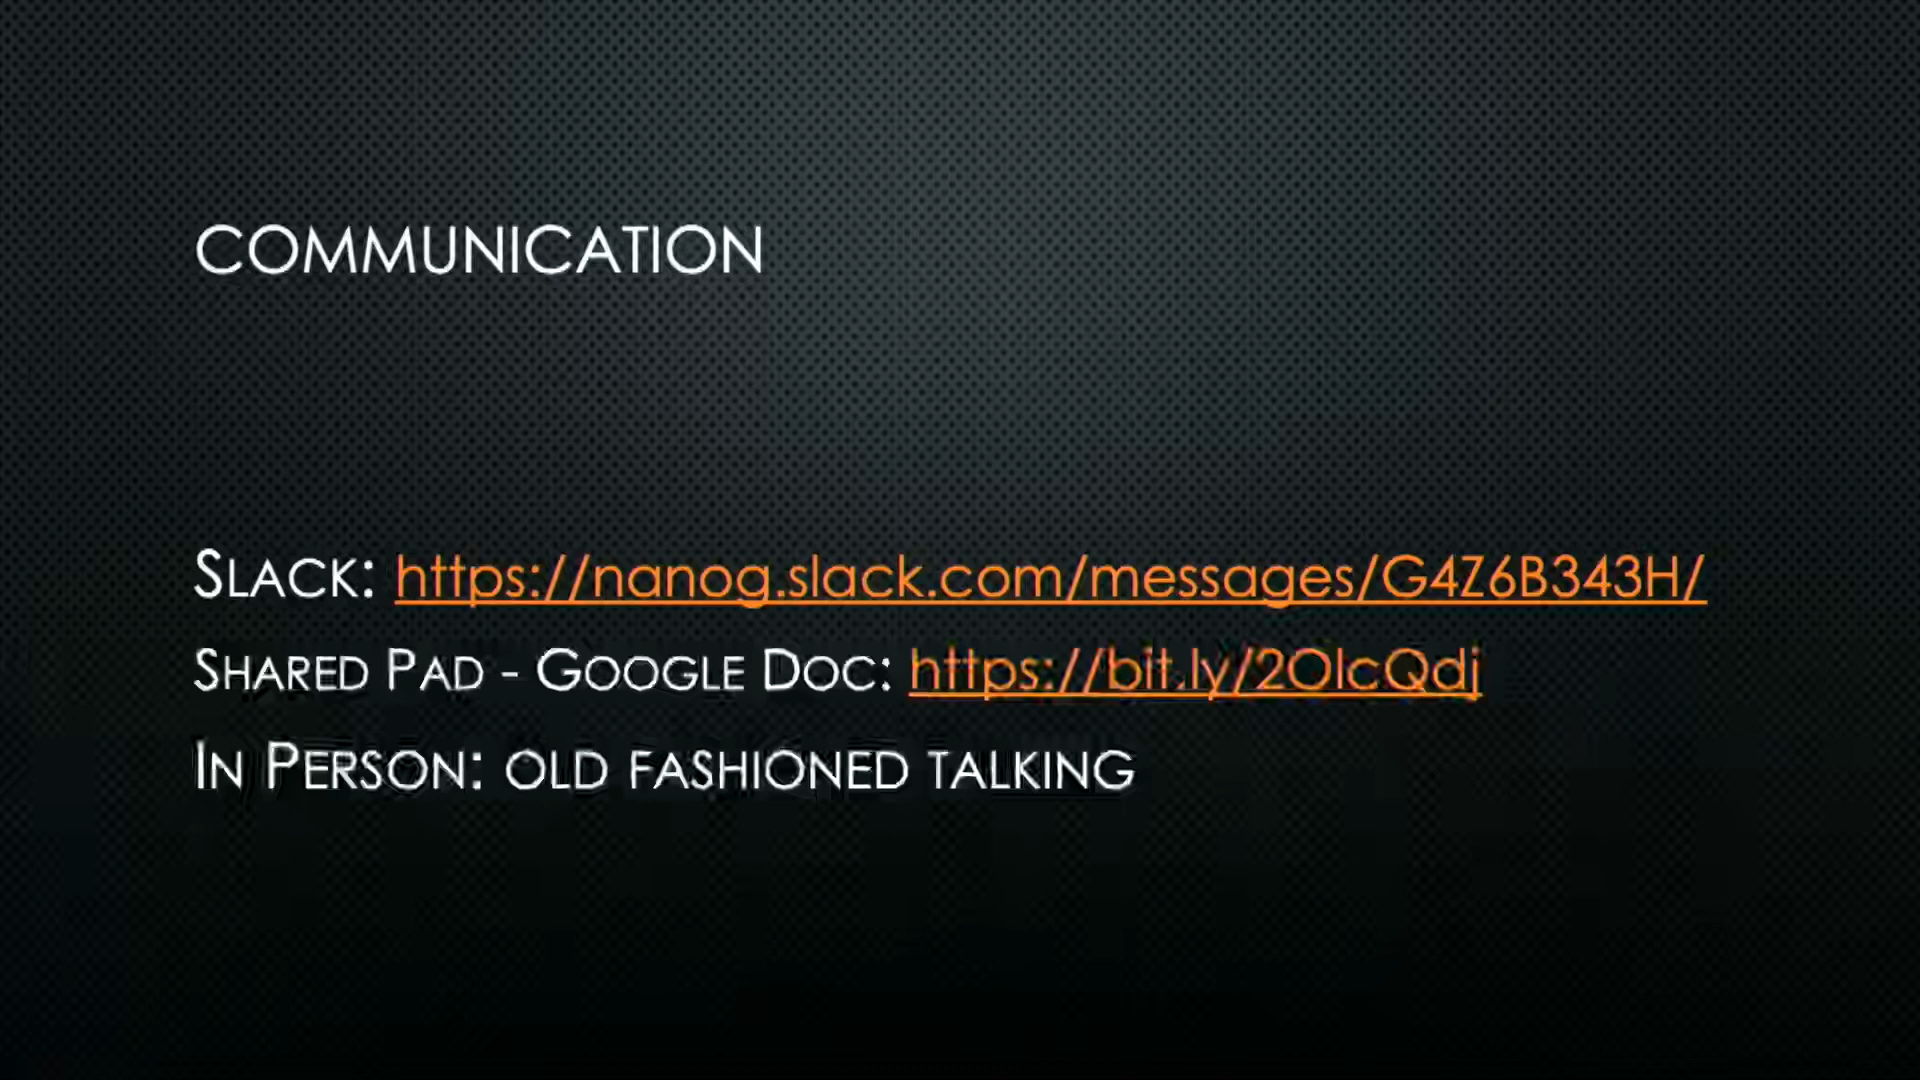 COMMUNICATION
SLACK: https://nanog.slack.com/messages/G4Z6B343H/
SHARED PAD - GOOGLE DOC: https://bit.ly/2OlcQdj
IN PERSON: OLD FASHIONED TALKING